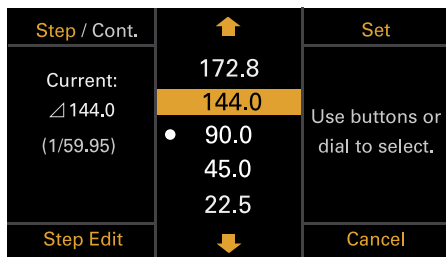 Step / Cont.
Current:
⊿144.0
(1/59.95)
Step Edit
172.8
144.0
90.0
45.0
22.5
Set
Use buttons or
dial to select.
Cancel